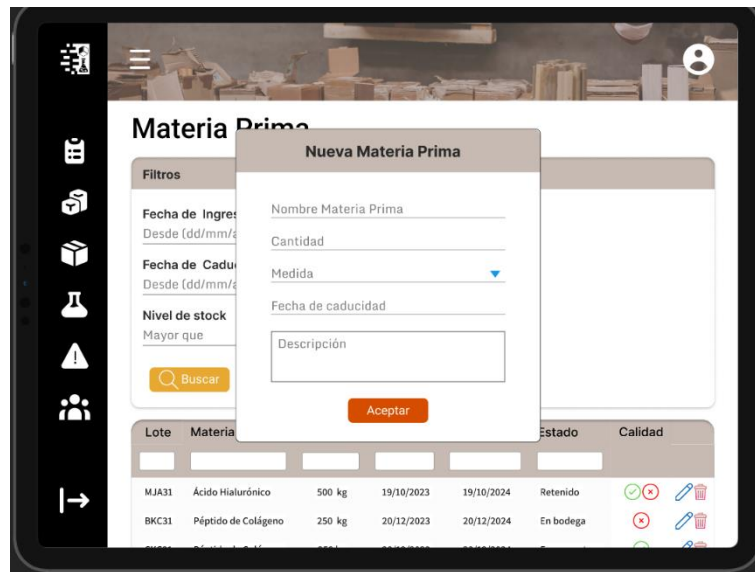 Materia Prima
Nueva Materia Prima
Filtros
Fecha de Ingres
Desde (dd/mm/a
Fecha de Cadu
Desde (dd/mm/a
Nivel de stock
Mayor que
Buscar
Nombre Materia Prima
Cantidad
Medida
Fecha de caducidad
Descripción
Aceptar
Lote Materia Estado Calidad
MJA31 Ácido Hialurónico 500 kg 19/10/2023 19/10/2024 Retenido
BKC31 Péptido de Colágeno 250 kg 20/12/2023 20/12/2024 En bodega